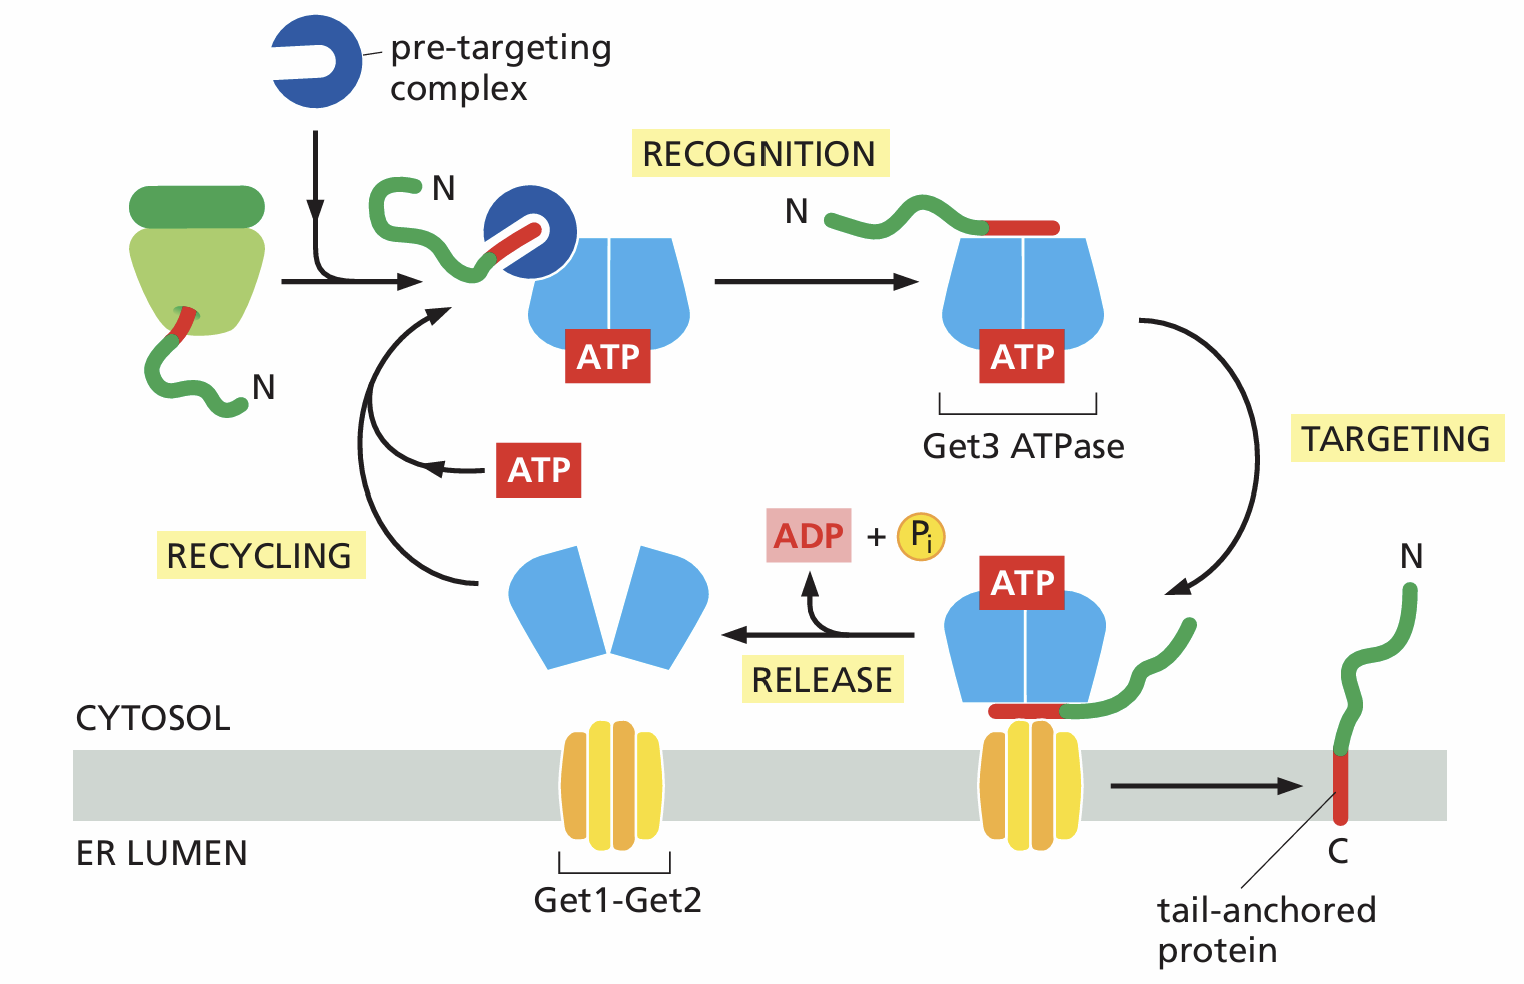 pre-targeting
complex
RECOGNITION
N
N
N
ATP
ATP
Get3 ATPase
TARGETING
ATP
RECYCLING
ADP + Pi
ATP
N
RELEASE
CYTOSOL
ER LUMEN
Get1-Get2
C
tail-anchored
protein